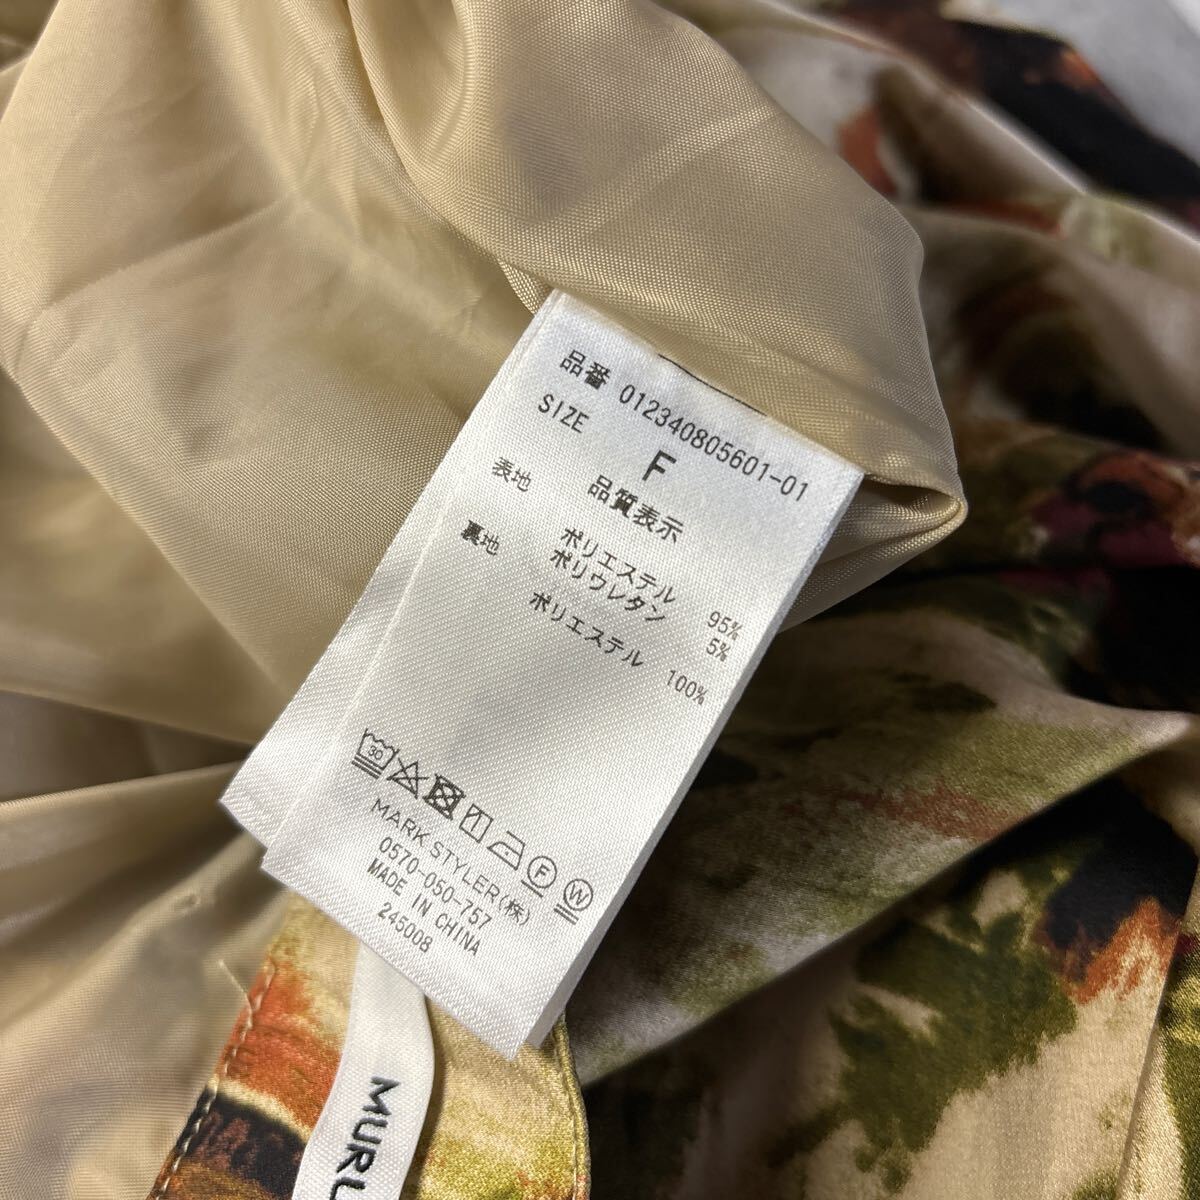 品番 012340805601-01
SIZE F
品質表示
表地 ポリエステル 95%
ポリウレタン 5%
裏地 ポリエステル 100%
30
F W
MARK STYLER(株)
0570-050-757
MADE IN CHINA
245008